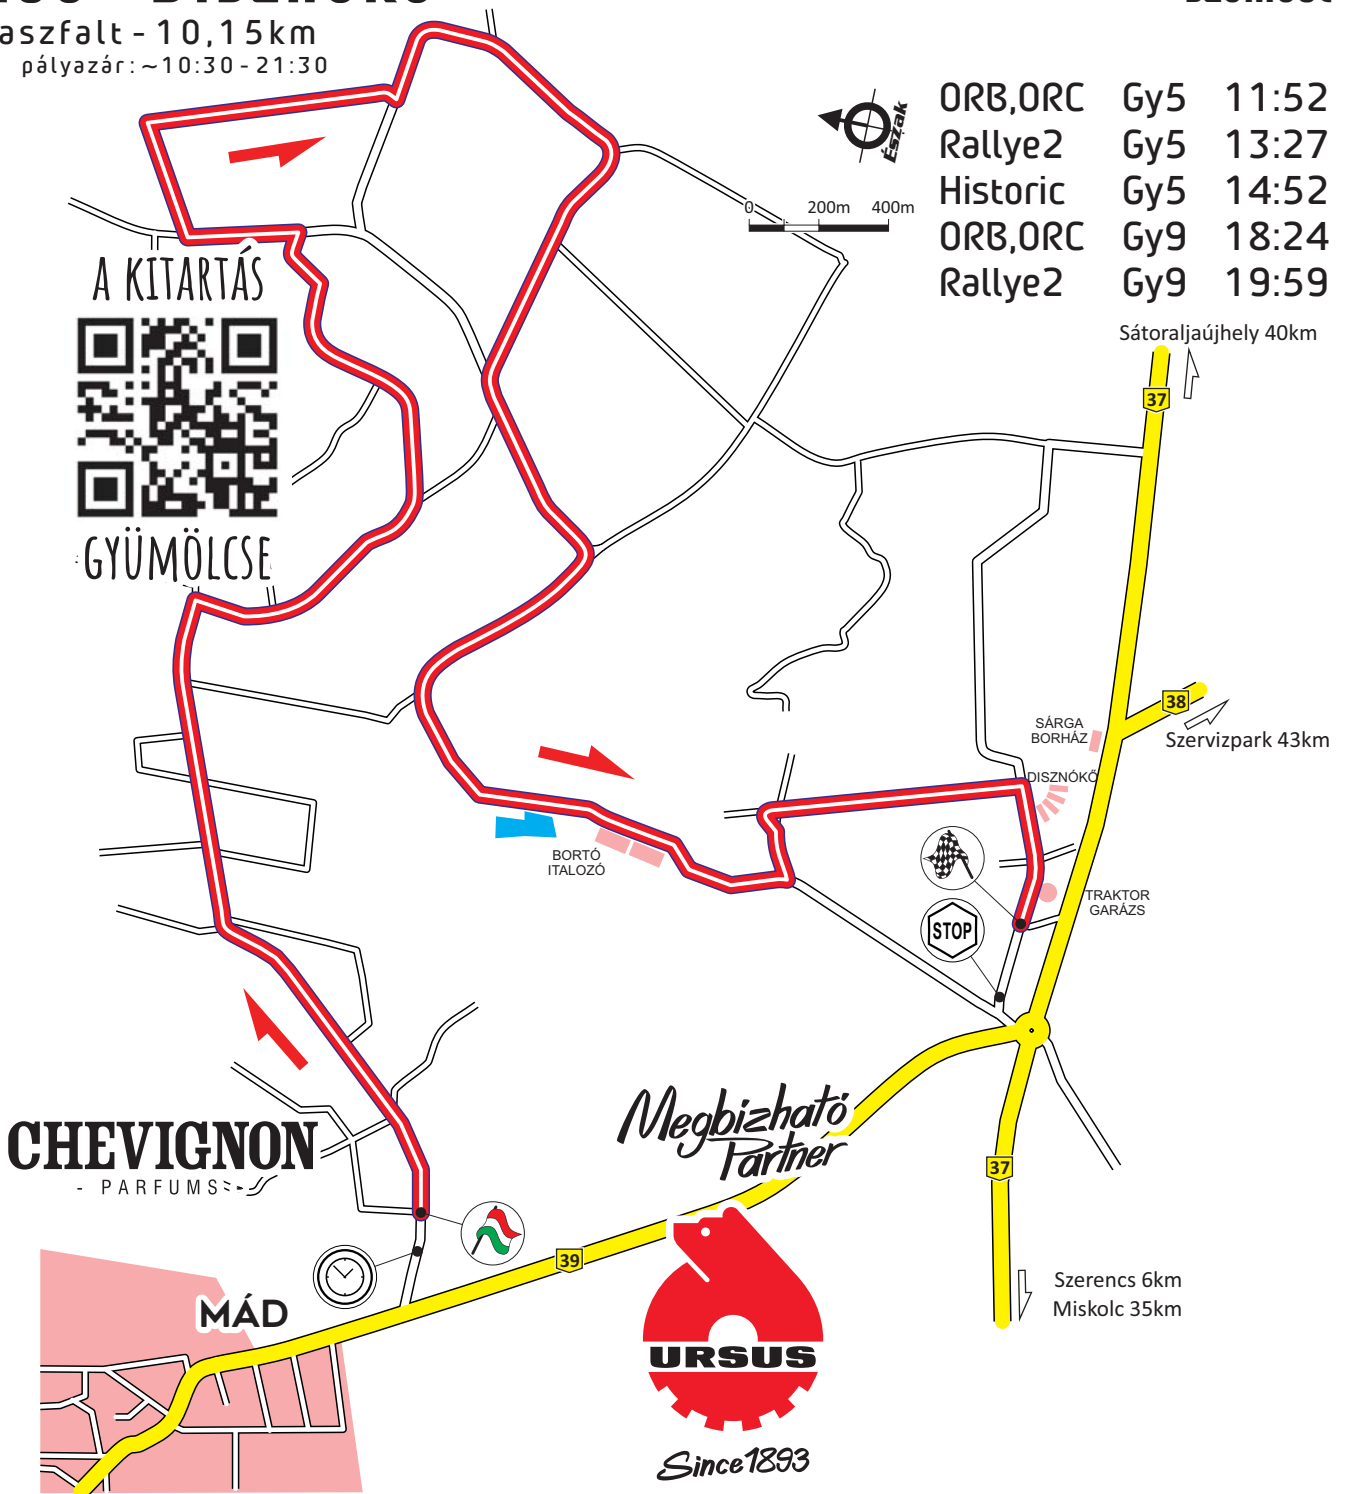 aszfalt - 10,15km
pályazár: ~10:30 - 21:30
Észak
0 200m 400m
ORB,ORC Gy5 11:52
Rallye2 Gy5 13:27
Historic Gy5 14:52
ORB,ORC Gy9 18:24
Rallye2 Gy9 19:59
Sátoraljaújhely 40km
37
A KITARTÁS
GYÜMÖLCSE
38
Szervizpark 43km
SÁRGA
BORHÁZ
DISZNÓKŐ
BORTÓ
ITALOZÓ
TRAKTOR
GARÁZS
STOP
CHEVIGNON
- PARFUMS -
Megbízható
Partner
37
39
MÁD
Szerencs 6km
Miskolc 35km
URSUS
Since 1893